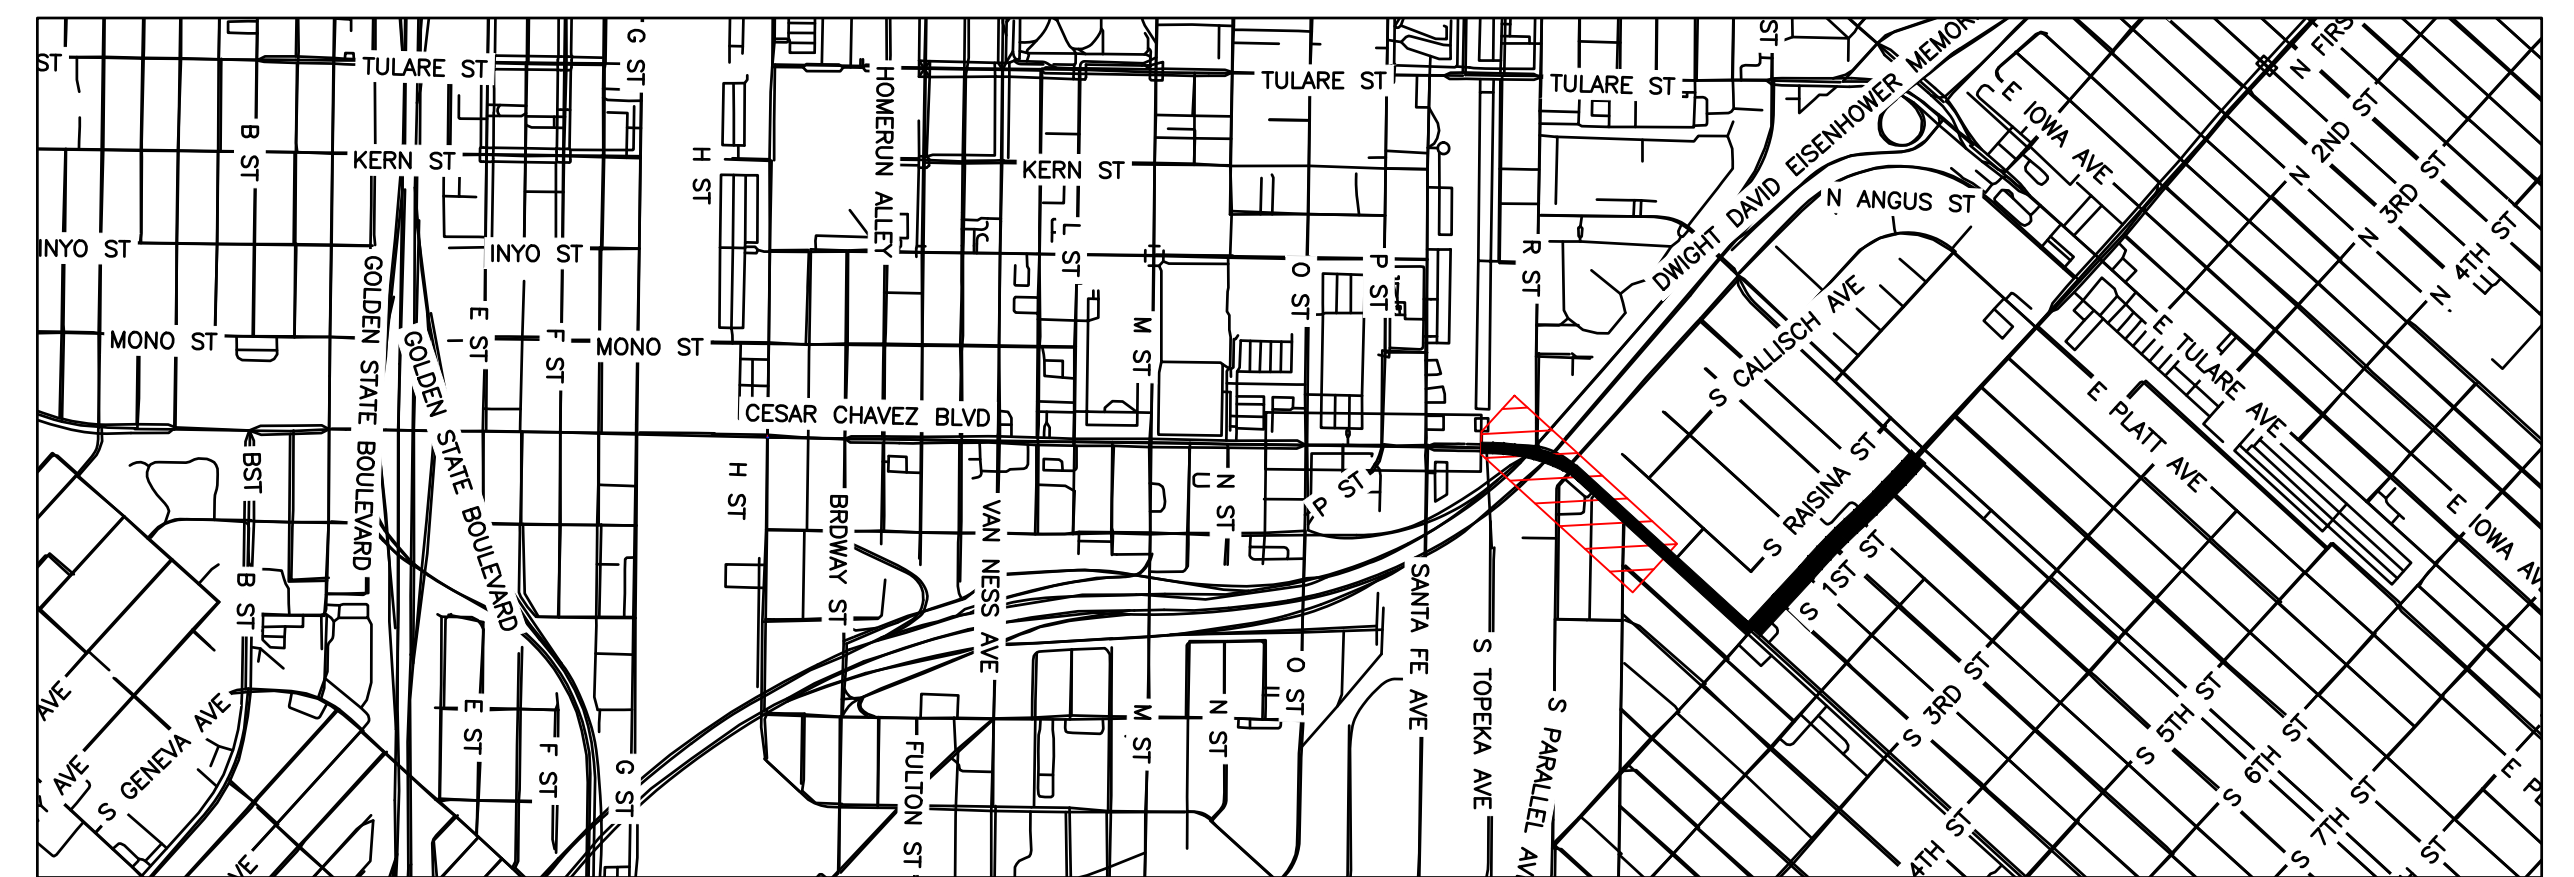 ST
TULARE ST
G ST
HOMERUN ALLEY
TULARE ST
TULARE ST
ST
DWIGHT DAVID EISENHOWER MEMOR
N FIRS
E IOWA AVE
N 2ND ST
B ST
KERN ST
H ST
KERN ST
N ANGUS ST
N 3RD ST
N 4TH ST
E
INYO ST
GOLDEN STATE BOULEVARD
INYO ST
L ST
O ST
P ST
R ST
MONO ST
GOLDEN STATE BOULEVARD
E ST
F ST
MONO ST
M ST
S CALLISCH AVE
E TULARE AVE
E PLATT AVE
CESAR CHAVEZ BLVD
BST
H ST
BRDWAY ST
VAN NESS AVE
U
N ST
P ST
S RAISINA ST
S 1ST ST
E IOWA AV
B ST
SANTA FE AVE
S TOPEKA AVE
S PARALLEL AV
AVE
AVE
S GENEVA AVE
AVE
E ST
F ST
G ST
FULTON ST
M ST
N ST
O ST
S 3RD ST
4TH ST
S 5TH ST
S 6TH ST
S 7TH ST
ST